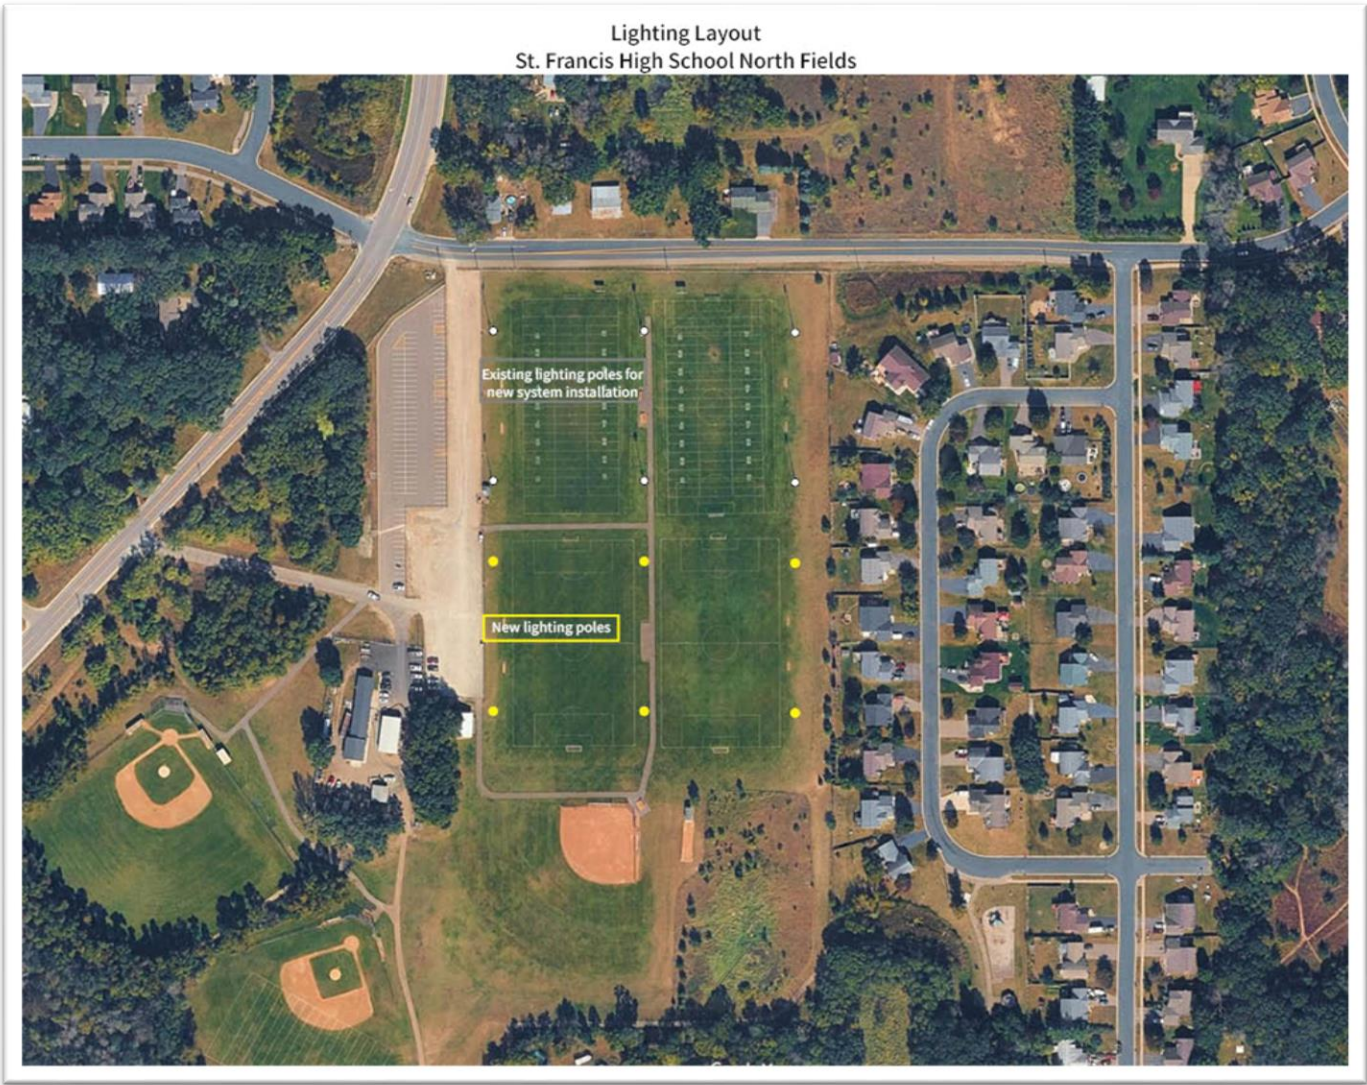 Lighting Layout
St. Francis High School North Fields
Existing lighting poles for
new system installation
New lighting poles